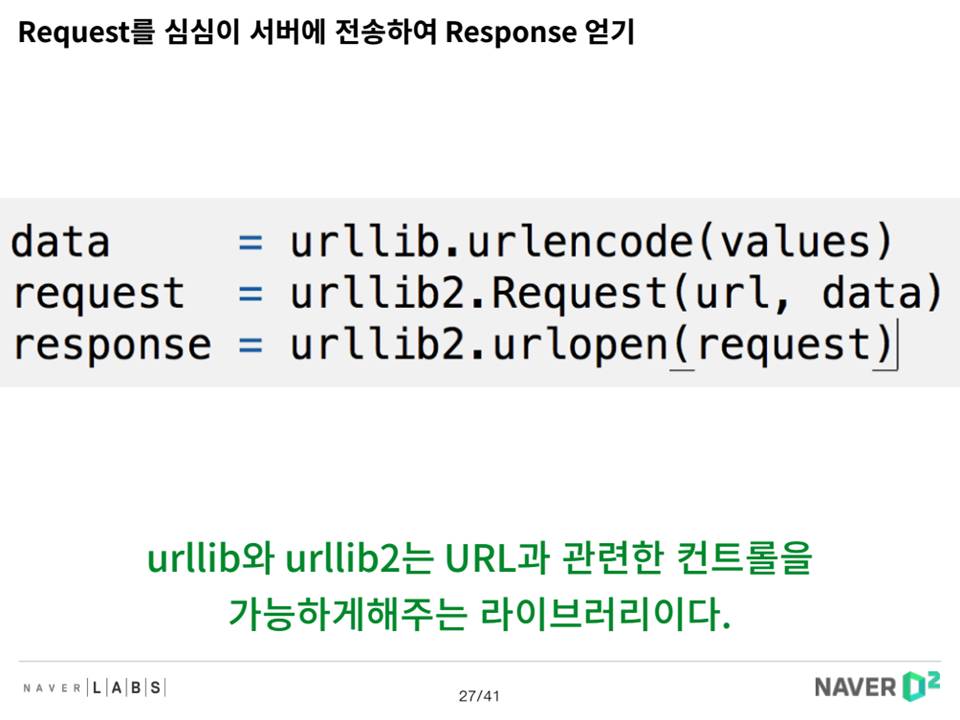 Request를 심심이 서버에 전송하여 Response 얻기
data     = urllib.urlencode(values)
request  = urllib2.Request(url, data)
response = urllib2.urlopen(request)
urllib와 urllib2는 URL과 관련한 컨트롤을
가능하게해주는 라이브러리이다.
NAVER|L|A|B|S|
27/41
NAVER D2